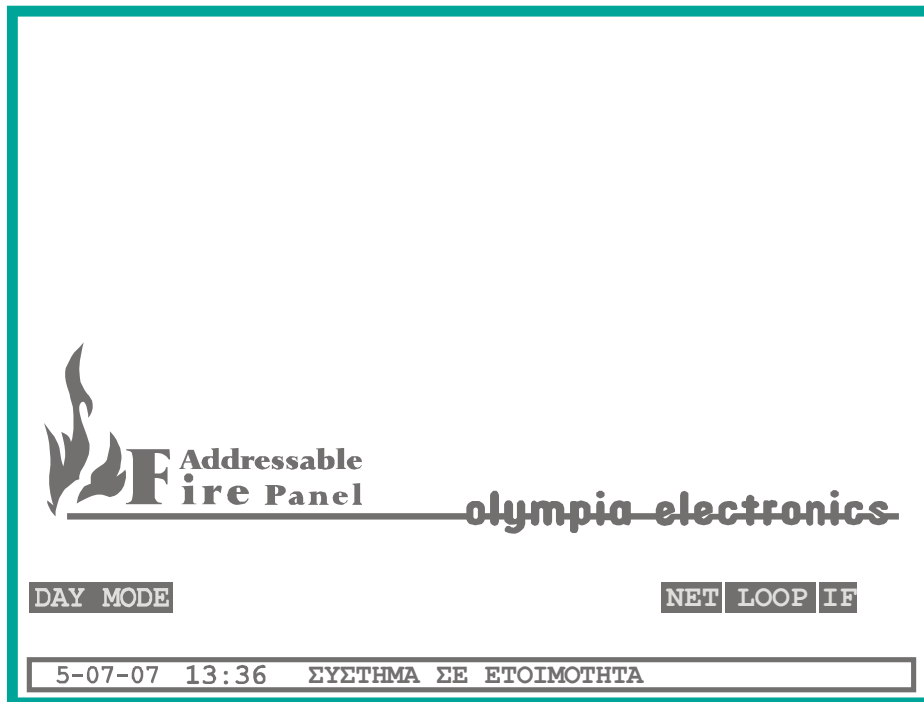 Addressable
Fire Panel
olympia electronics
DAY MODE NET LOOP IF
5-07-07 13:36 ΣΥΣΤΗΜΑ ΣΕ ΕΤΟΙΜΟΤΗΤΑ